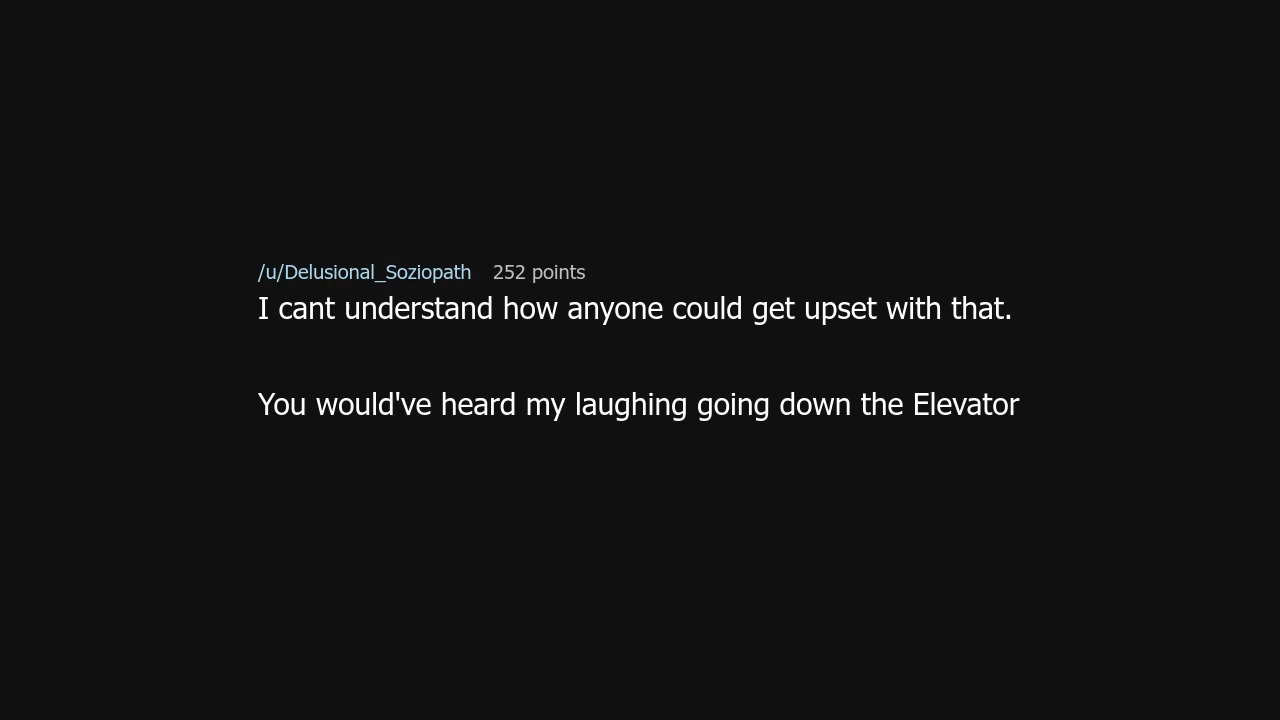 /u/Delusional_Soziopath 252 points
I cant understand how anyone could get upset with that.
You would've heard my laughing going down the Elevator